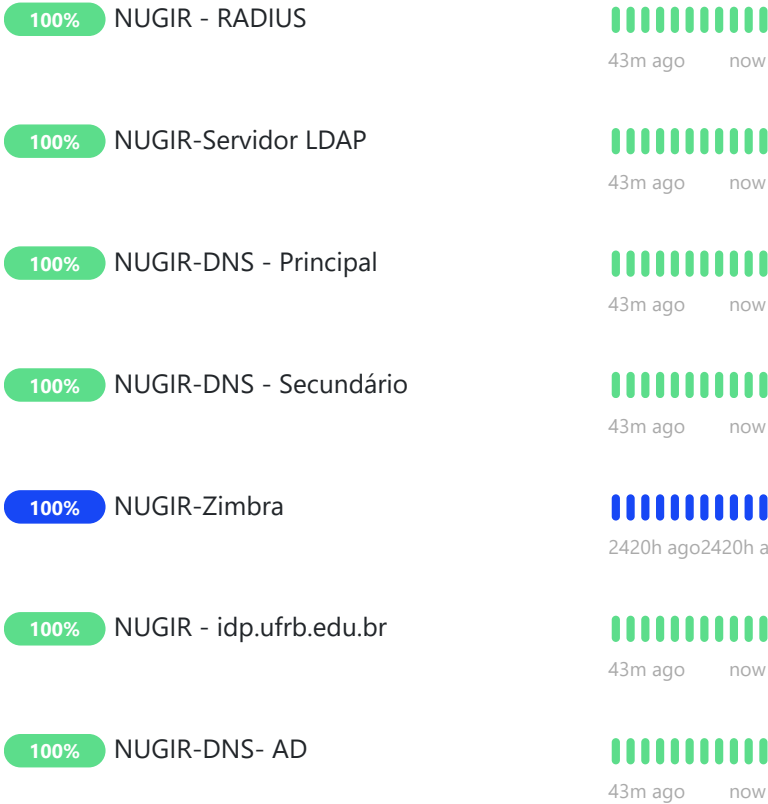 100% NUGIR - RADIUS
43m ago now
100% NUGIR-Servidor LDAP
43m ago now
100% NUGIR-DNS - Principal
43m ago now
100% NUGIR-DNS - Secundário
43m ago now
100% NUGIR-Zimbra
2420h ago2420h a
100% NUGIR - idp.ufrb.edu.br
43m ago now
100% NUGIR-DNS- AD
43m ago now